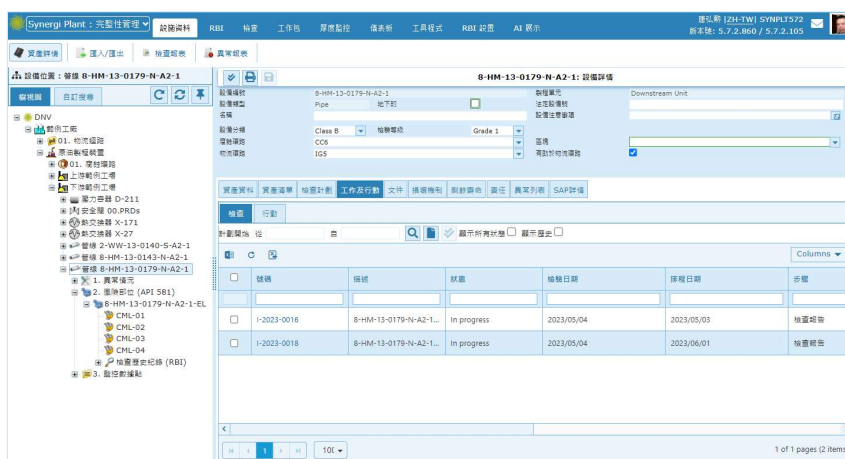 Synergi Plant : 完整性管理
設施資料 RBI 檢查 工作包 厚度監控 儀表板 工具程式 RBI 設置 AI 展示
唐弘勲 [ZH-TW] SYNPLT572
新本號: 5.7.2.860 / 5.7.2.105
資產詳情 匯入/匯出 檢查報表 異常報表
設備位置：管線 8-HM-13-0179-N-A2-1
8-HM-13-0179-N-A2-1: 設備詳情
樹視圖 自訂搜尋
設備編號 8-HM-13-0179-N-A2-1 製程單元 Downstream Unit
設備類型 Pipe 地下的 法定設備號
名稱 設備注意事項
設備分類 Class B 檢驗等級 Grade 1
腐蝕環路 CC6 區塊
物流環路 IG5 有助於物流環路
DNV
範例工廠
01. 物流迴路
原油製程裝置
01. 腐蝕環路
上游範例工場
下游範例工場
壓力容器 D-211
安全閥 00.PRDs
熱交換器 X-171
熱交換器 X-27
管線 2-WW-13-0140-S-A2-1
管線 8-HM-13-0143-N-A2-1
管線 8-HM-13-0179-N-A2-1
1. 異常情況
2. 風險部位 (API 581)
8-HM-13-0179-N-A2-1-EL
CML-01
CML-02
CML-03
CML-04
檢查歷史紀錄 (RBI)
3. 監控數據點
資產資料 資產清單 檢查計劃 工作及行動 文件 損壞機制 剩餘壽命 責任 異常列表 SAP詳情
檢查 行動
計劃開始 從 自 顯示所有狀態 顯示歷史
Columns
號碼 描述 狀態 檢驗日期 排程日期 步驟
I-2023-0016 8-HM-13-0179-N-A2-1... In progress 2023/05/04 2023/05/03 檢查報告
I-2023-0018 8-HM-13-0179-N-A2-1... In progress 2023/05/04 2023/06/01 檢查報告
1 10( 1 of 1 pages (2 items